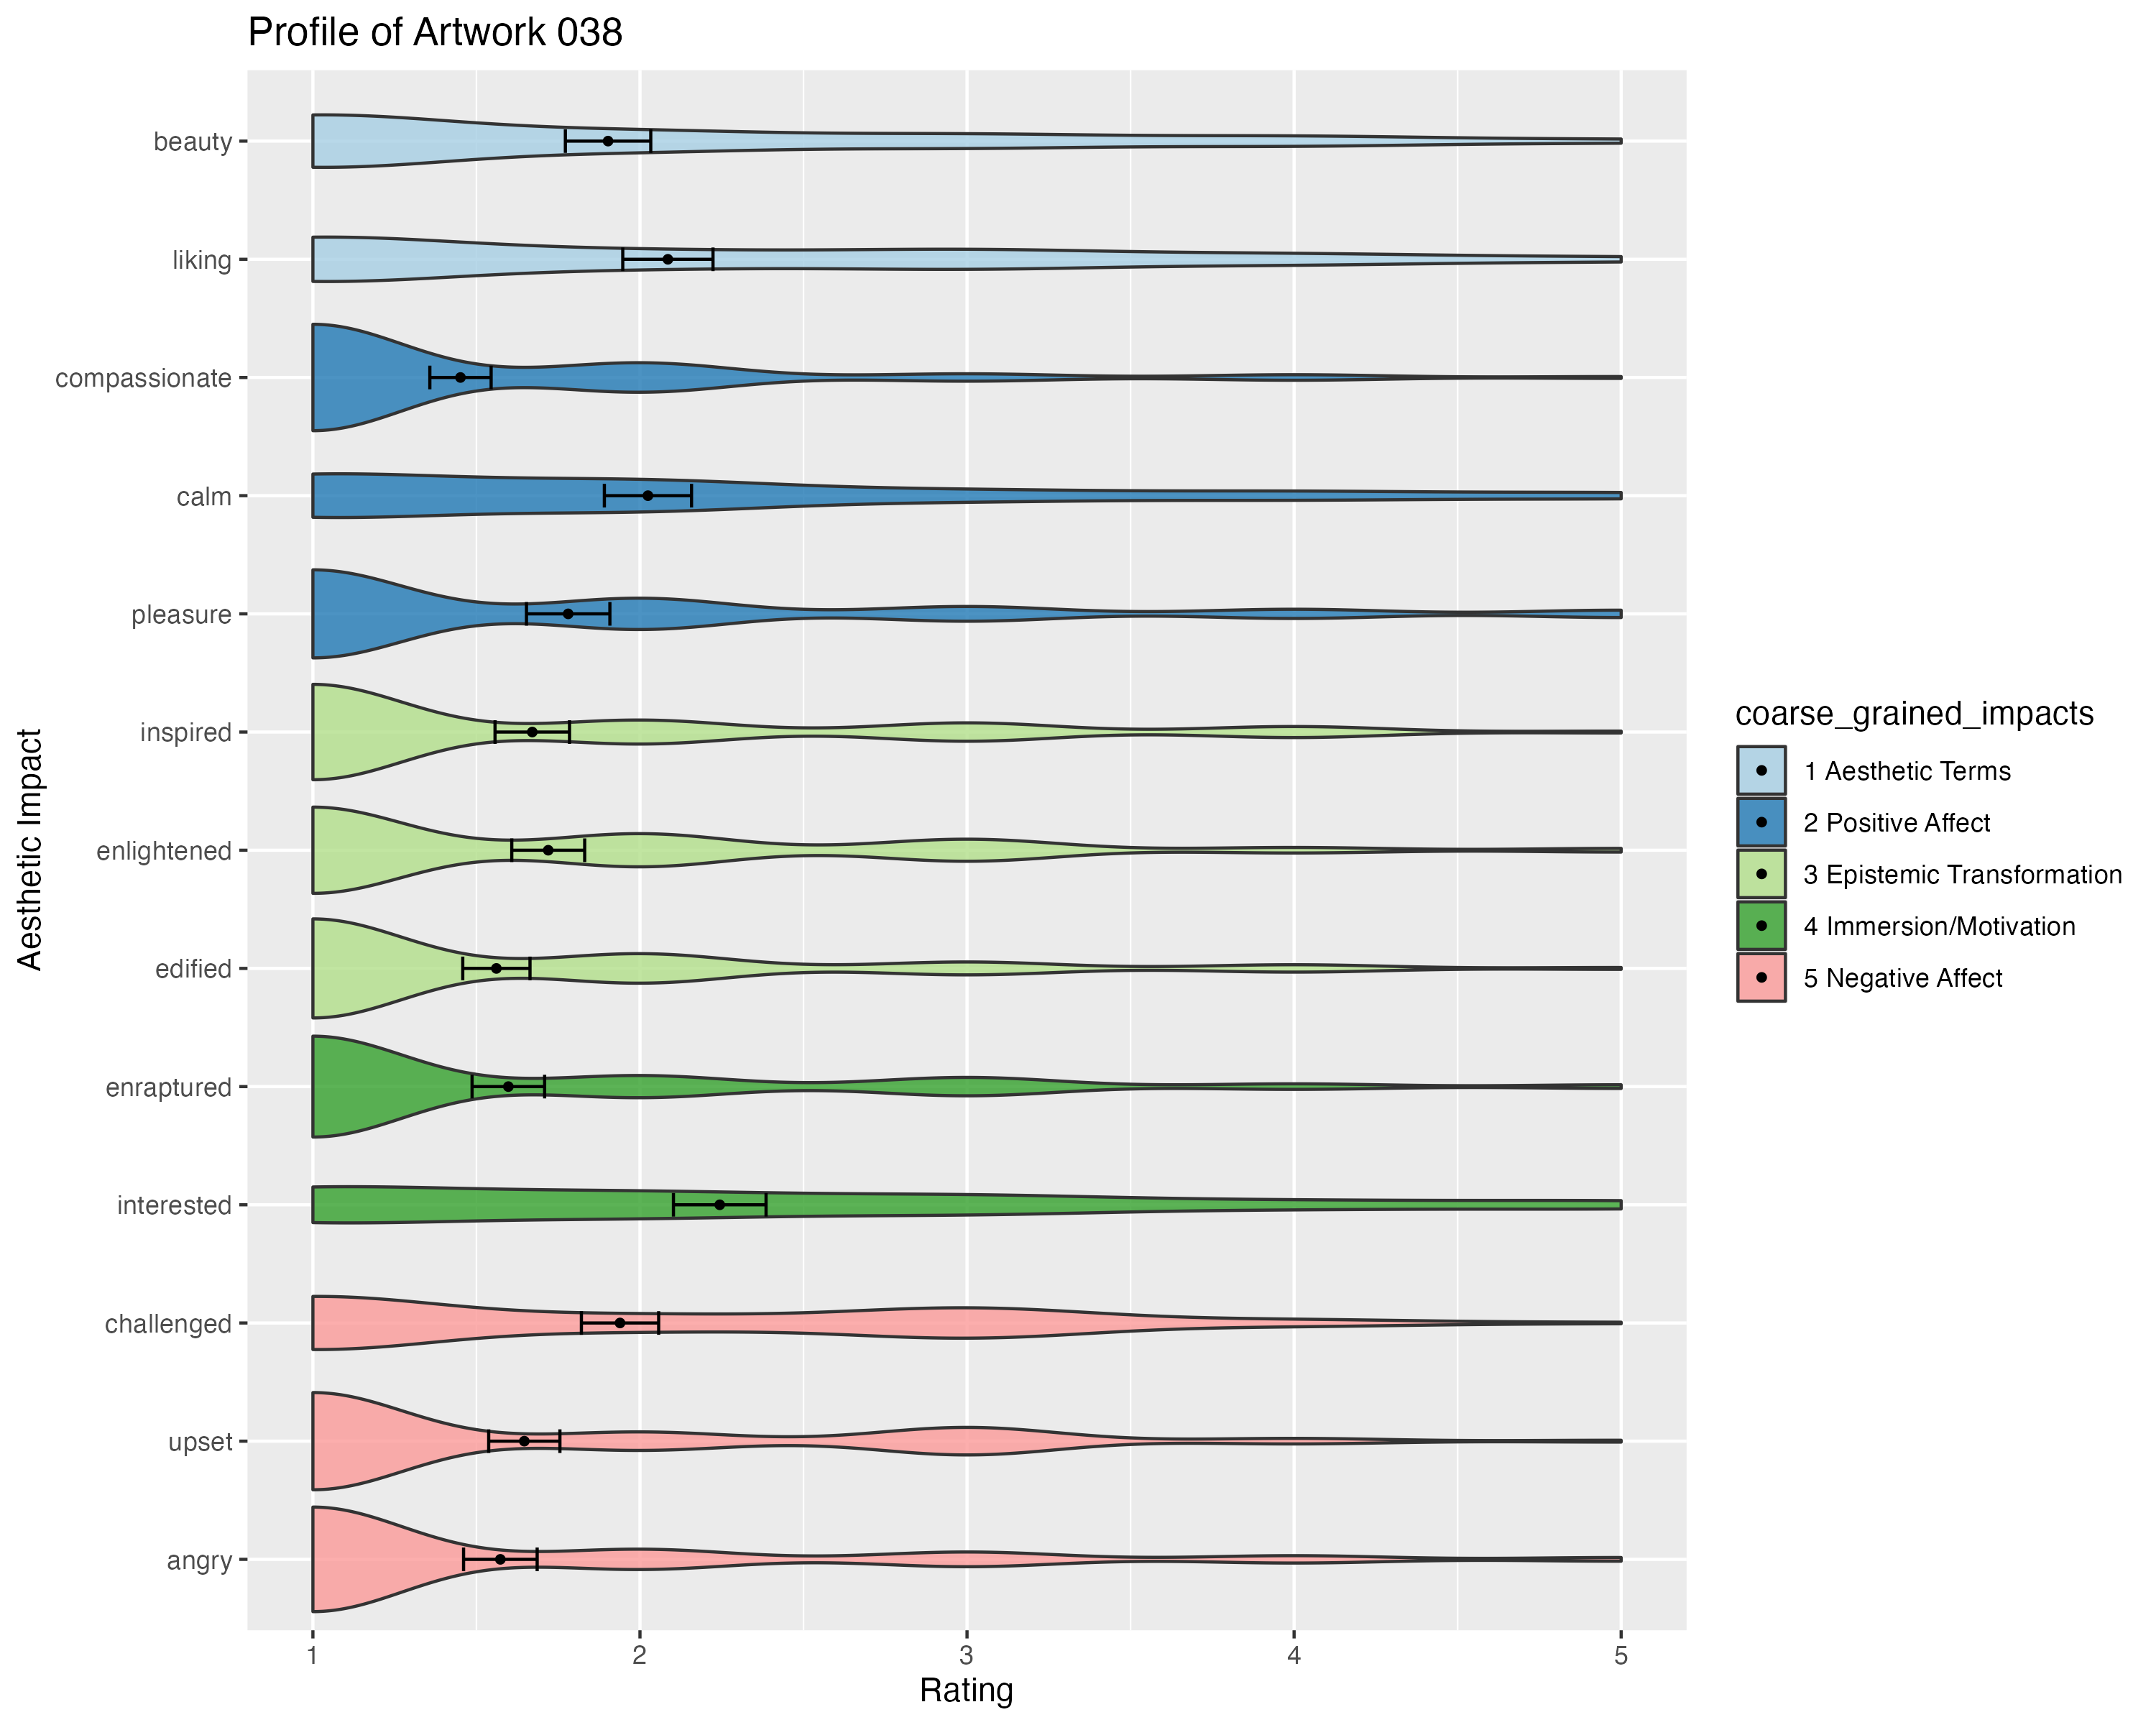 Profile of Artwork 038
beauty
liking
compassionate
calm
pleasure
inspired
enlightened
edified
enraptured
interested
challenged
upset
angry
Aesthetic Impact
1 2 3 4 5
Rating
coarse_grained_impacts
1 Aesthetic Terms
2 Positive Affect
3 Epistemic Transformation
4 Immersion/Motivation
5 Negative Affect